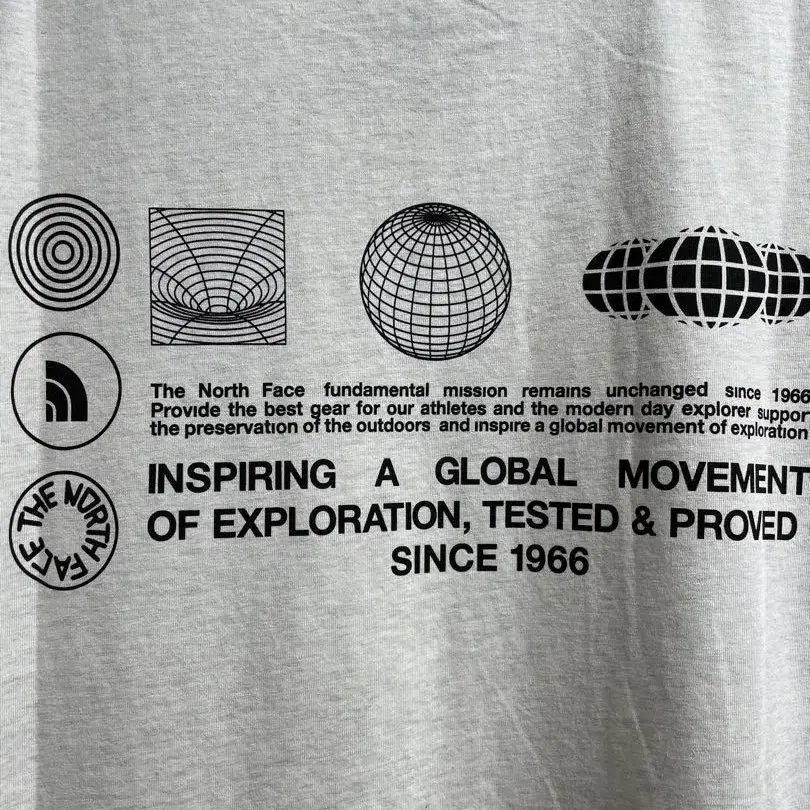 The North Face fundamental mission remains unchanged since 1966
Provide the best gear for our athletes and the modern day explorer suppor
the preservation of the outdoors and inspire a global movement of exploration
INSPIRING A GLOBAL MOVEMENT
OF EXPLORATION, TESTED & PROVED
SINCE 1966
THE NORTH FACE